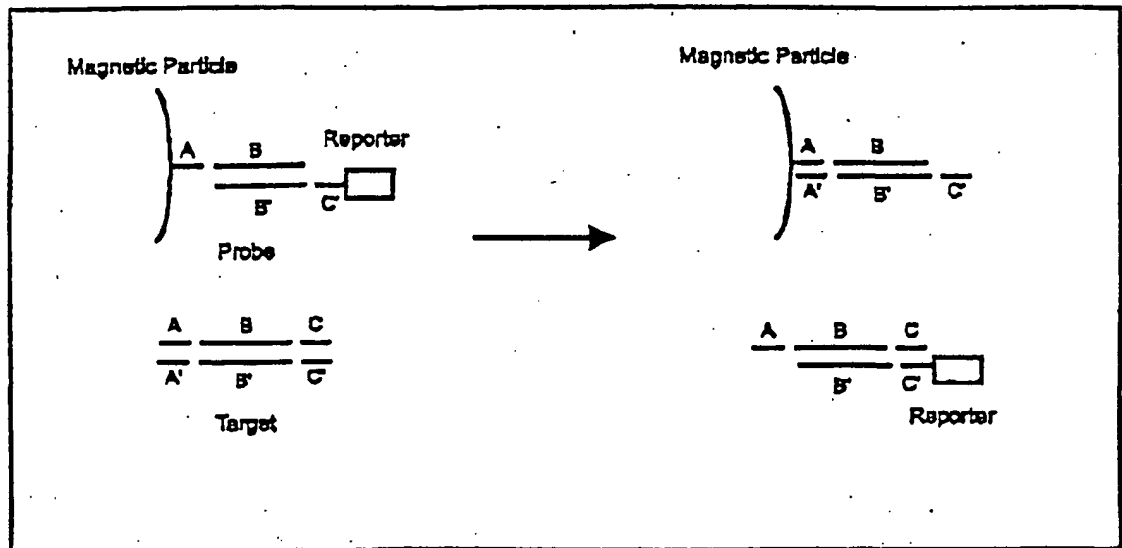 Magnetic Particle
Magnetic Particle
Reporter
A B
B' C'
Probe
A B
A' B' C'
A B C
A' B' C'
Target
A B C
B' C'
Reporter